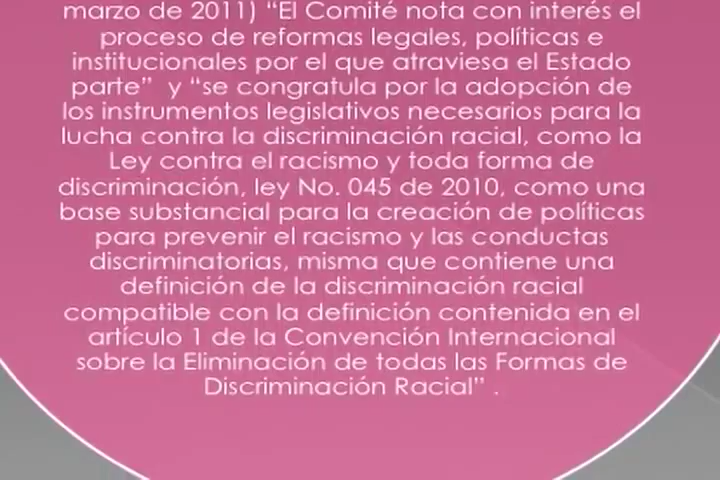 marzo de 2011) “El Comité nota con interés el
proceso de reformas legales, políticas e
institucionales por el que atraviesa el Estado
parte”  y “se congratula por la adopción de
los instrumentos legislativos necesarios para la
lucha contra la discriminación racial, como la
Ley contra el racismo y toda forma de
discriminación, ley No. 045 de 2010, como una
base substancial para la creación de políticas
para prevenir el racismo y las conductas
discriminatorias, misma que contiene una
definición de la discriminación racial
compatible con la definición contenida en el
artículo 1 de la Convención Internacional
sobre la Eliminación de todas las Formas de
Discriminación Racial” .